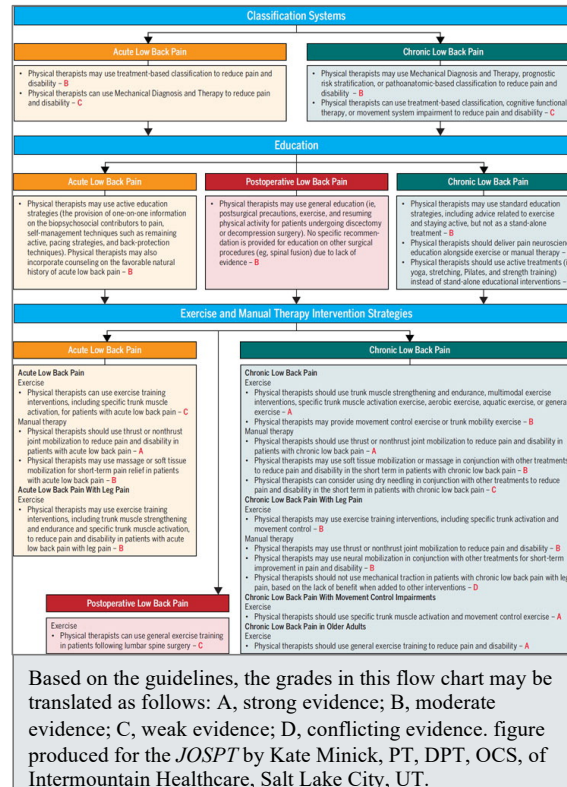 Classification Systems
Acute Low Back Pain
• Physical therapists may use treatment-based classification to reduce pain and
disability – B
• Physical therapists can use Mechanical Diagnosis and Therapy to reduce pain
and disability – C
Chronic Low Back Pain
• Physical therapists may use Mechanical Diagnosis and Therapy, prognostic
risk stratification, or pathoanatomic-based classification to reduce pain and
disability – B
• Physical therapists can use treatment-based classification, cognitive functional
therapy, or movement system impairment to reduce pain and disability – C
Education
Acute Low Back Pain
• Physical therapists may use active education
strategies (the provision of one-on-one information
on the biopsychosocial contributors to pain,
self-management techniques such as remaining
active, pacing strategies, and back-protection
techniques). Physical therapists may also
incorporate counseling on the favorable natural
history of acute low back pain – B
Postoperative Low Back Pain
• Physical therapists may use general education (ie,
postsurgical precautions, exercise, and resuming
physical activity for patients undergoing discectomy
or decompression surgery). No specific recommen-
dation is provided for education on other surgical
procedures (eg, spinal fusion) due to lack of
evidence – B
Chronic Low Back Pain
• Physical therapists may use standard education
strategies, including advice related to exercise
and staying active, but not as a stand-alone
treatment – B
• Physical therapists should deliver pain neuroscience
education alongside exercise or manual therapy –
• Physical therapists should use active treatments (i
yoga, stretching, Pilates, and strength training)
instead of stand-alone educational interventions –
Exercise and Manual Therapy Intervention Strategies
Acute Low Back Pain
Acute Low Back Pain
Exercise
• Physical therapists can use exercise training
interventions, including specific trunk muscle
activation, for patients with acute low back pain – C
Manual therapy
• Physical therapists should use thrust or nonthrust
joint mobilization to reduce pain and disability in
patients with acute low back pain – A
• Physical therapists may use massage or soft tissue
mobilization for short-term pain relief in patients
with acute low back pain – B
Acute Low Back Pain With Leg Pain
Exercise
• Physical therapists may use exercise training
interventions, including trunk muscle strengthening
and endurance and specific trunk muscle activation,
to reduce pain and disability in patients with acute
low back pain with leg pain – B
Postoperative Low Back Pain
Exercise
• Physical therapists can use general exercise training
in patients following lumbar spine surgery – C
Chronic Low Back Pain
Chronic Low Back Pain
Exercise
• Physical therapists should use trunk muscle strengthening and endurance, multimodal exercise
interventions, specific trunk muscle activation exercise, aerobic exercise, aquatic exercise, or genera
exercise – A
• Physical therapists may provide movement control exercise or trunk mobility exercise – B
Manual therapy
• Physical therapists should use thrust or nonthrust joint mobilization to reduce pain and disability in
patients with chronic low back pain – A
• Physical therapists may use soft tissue mobilization or massage in conjunction with other treatments
to reduce pain and disability in the short term in patients with chronic low back pain – B
• Physical therapists can consider using dry needling in conjunction with other treatments to reduce
pain and disability in the short term in patients with chronic low back pain – C
Chronic Low Back Pain With Leg Pain
Exercise
• Physical therapists may use exercise training interventions, including specific trunk activation and
movement control – B
Manual therapy
• Physical therapists may use thrust or nonthrust joint mobilization to reduce pain and disability – B
• Physical therapists may use neural mobilization in conjunction with other treatments for short-term
improvement in pain and disability – B
• Physical therapists should not use mechanical traction in patients with chronic low back pain with leg
pain, based on the lack of benefit when added to other interventions – D
Chronic Low Back Pain With Movement Control Impairments
Exercise
• Physical therapists should use specific trunk activation and movement control exercise – A
Chronic Low Back Pain in Older Adults
Exercise
• Physical therapists should use general exercise training to reduce pain and disability – A
Based on the guidelines, the grades in this flow chart may be
translated as follows: A, strong evidence; B, moderate
evidence; C, weak evidence; D, conflicting evidence. figure
produced for the JOSPT by Kate Minick, PT, DPT, OCS, of
Intermountain Healthcare, Salt Lake City, UT.